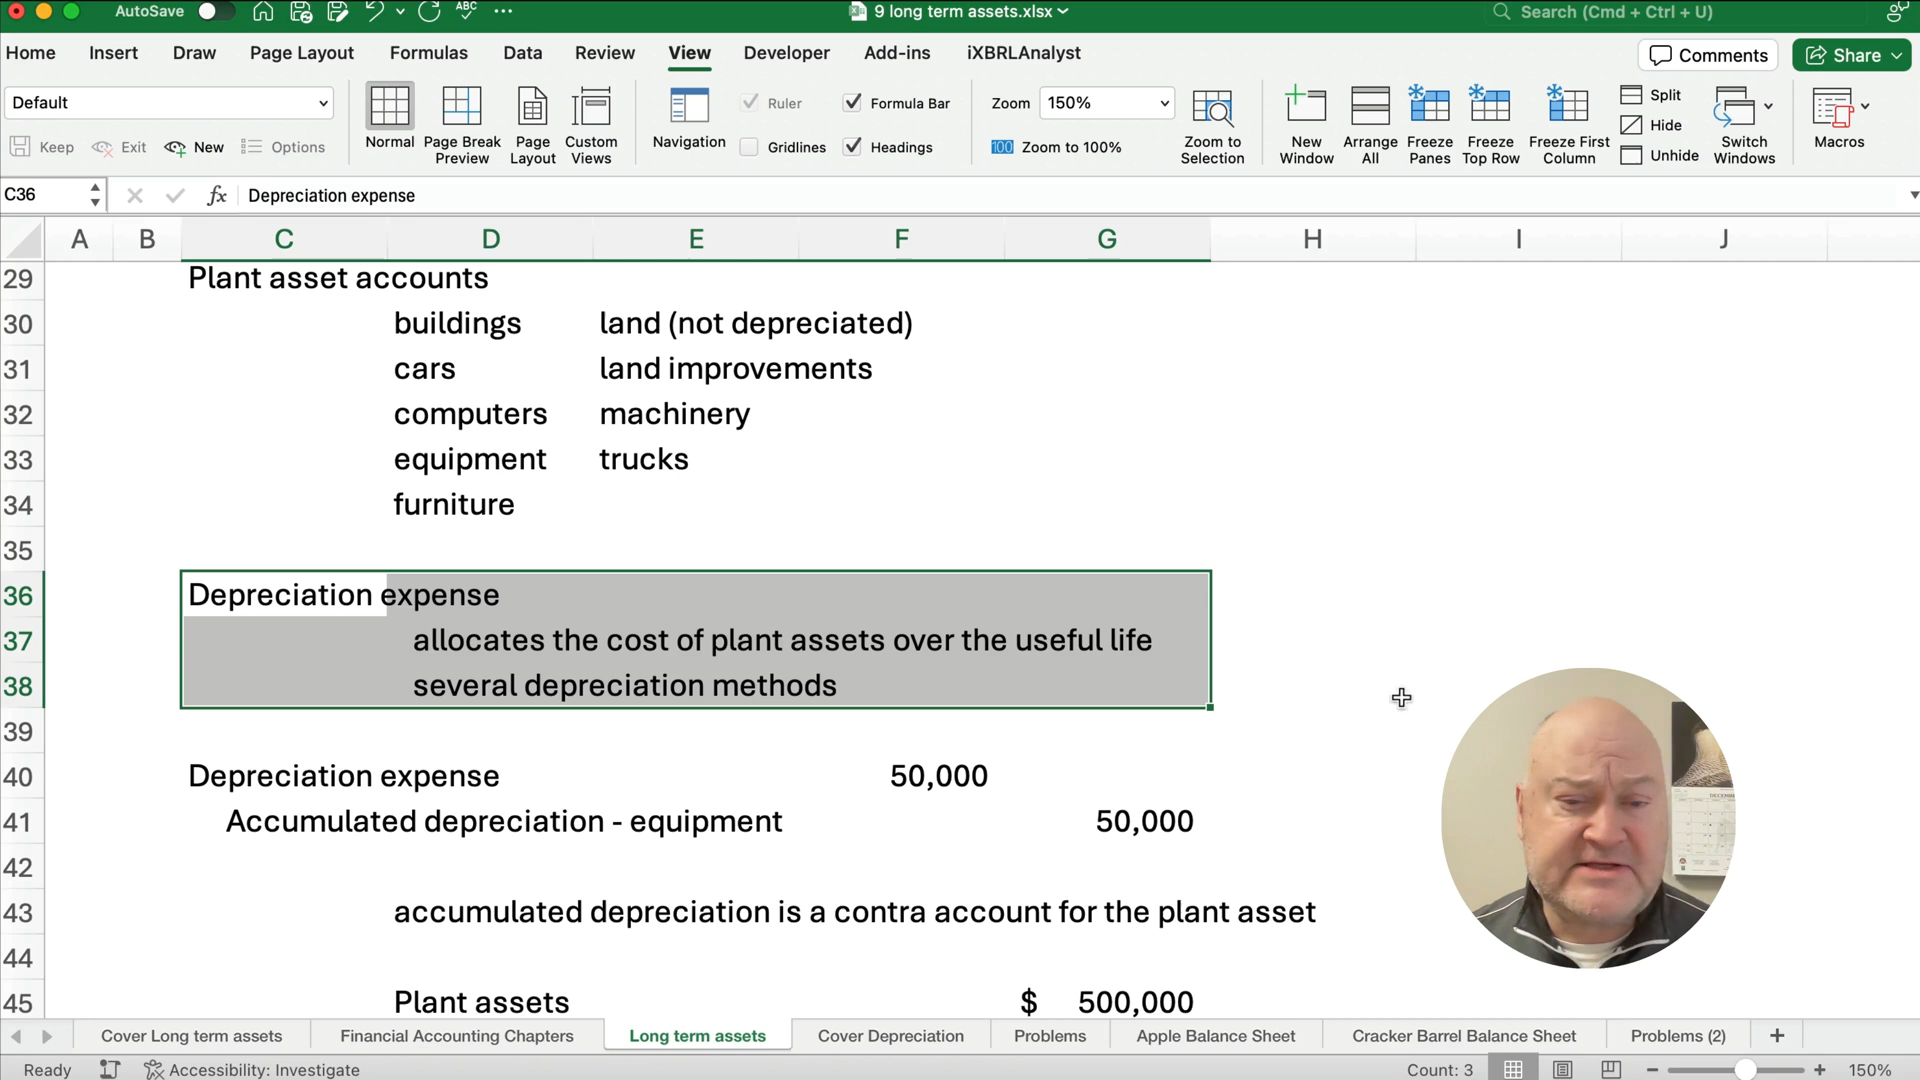 AutoSave ABC ... 9 long term assets.xlsx Search (Cmd + Ctrl + U)
Home Insert Draw Page Layout Formulas Data Review View Developer Add-ins iXBRLAnalyst Comments Share
Default
Keep Exit New Options
Normal
Page Break Preview
Page Layout
Custom Views
Navigation
Ruler
Formula Bar
Gridlines
Headings
Zoom 150%
100 Zoom to 100%
Zoom to Selection
New Window
Arrange All
Freeze Panes
Freeze Top Row
Freeze First Column
Split
Hide
Unhide
Switch Windows
Macros
C36 fx Depreciation expense
A B C D E F G H I J
29 Plant asset accounts
30 buildings land (not depreciated)
31 cars land improvements
32 computers machinery
33 equipment trucks
34 furniture
35
36 Depreciation expense
37 allocates the cost of plant assets over the useful life
38 several depreciation methods
39
40 Depreciation expense 50,000
41 Accumulated depreciation - equipment 50,000
42
43 accumulated depreciation is a contra account for the plant asset
44
45 Plant assets $ 500,000
Cover Long term assets Financial Accounting Chapters Long term assets Cover Depreciation Problems Apple Balance Sheet Cracker Barrel Balance Sheet Problems (2) +
Ready Accessibility: Investigate Count: 3 150%